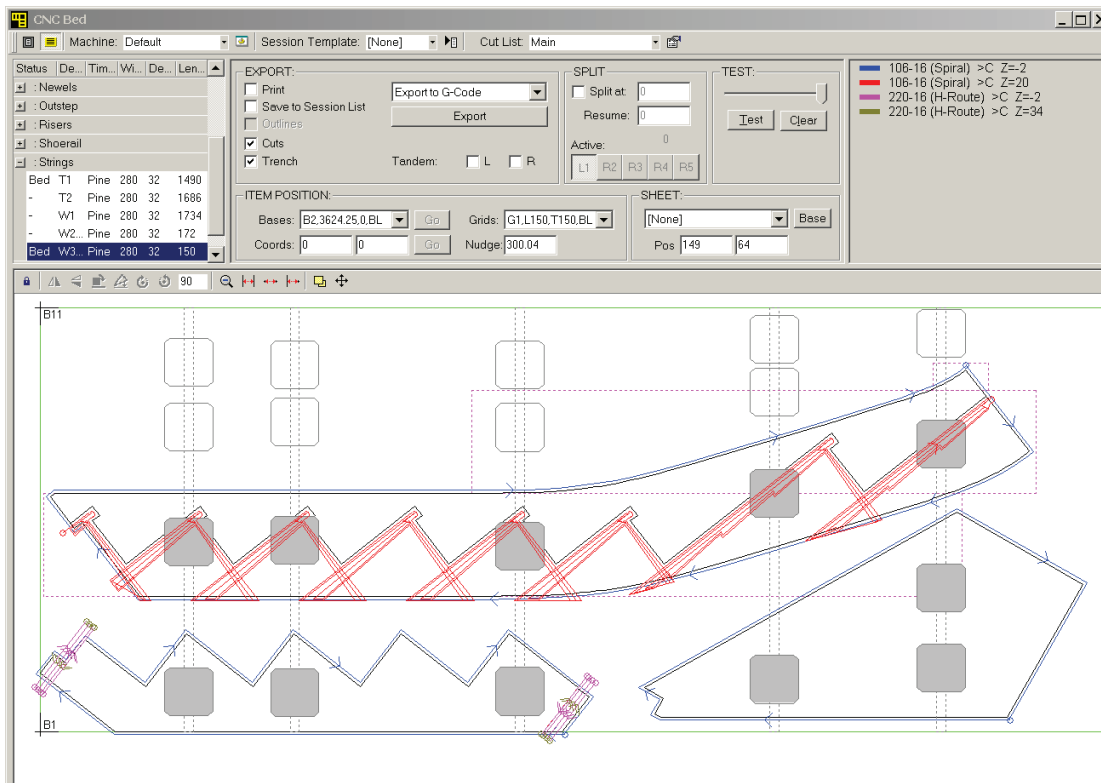 CNC Bed
Machine: Default Session Template: [None] Cut List: Main
Status De... Tim... Wi... De... Len...
: Newels
: Outstep
: Risers
: Shoerail
: Strings
Bed T1 Pine 280 32 1490
- T2 Pine 280 32 1686
- W1 Pine 280 32 1734
- W2... Pine 280 32 172
Bed W3... Pine 280 32 150
EXPORT:
Print
Save to Session List
Outlines
Cuts
Trench
Export to G-Code
Export
Tandem: L R
SPLIT
Split at: 0
Resume: 0
0
Active:
L1 R2 R3 R4 R5
TEST:
Test Clear
ITEM POSITION:
Bases: B2,3624.25,0,BL Go Grids: G1,L150,T150,BL
Coords: 0 0 Go Nudge: 300.04
SHEET:
[None] Base
Pos 149 64
106-16 (Spiral) >C Z=-2
106-16 (Spiral) >C Z=20
220-16 (H-Route) >C Z=-2
220-16 (H-Route) >C Z=34
90
B11
B1